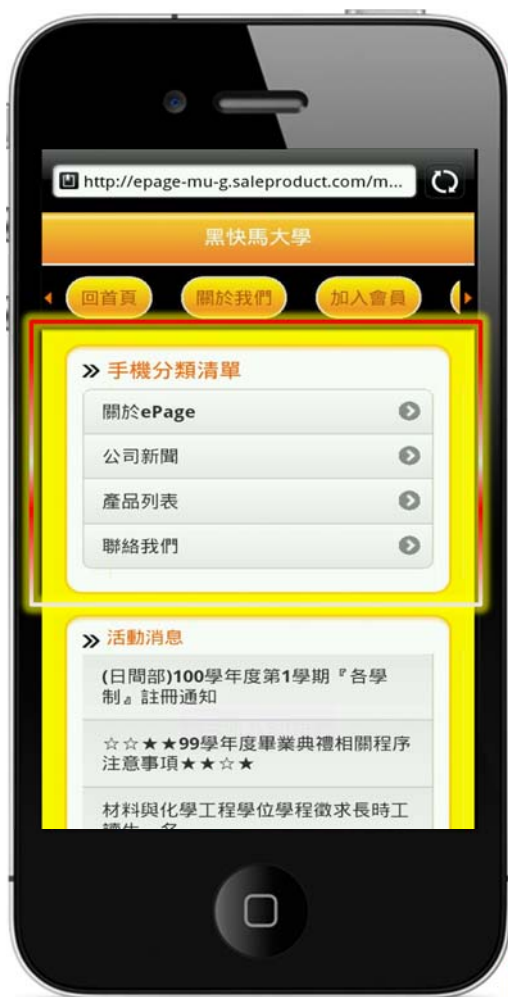 http://epage-mu-g.saleproduct.com/m...
黑快馬大學
回首頁
關於我們
加入會員
手機分類清單
關於ePage
公司新聞
產品列表
聯絡我們
活動消息
(日間部)100學年度第1學期『各學
制』註冊通知
☆☆★★99學年度畢業典禮相關程序
注意事項★★☆★
材料與化學工程學位學程徵求長時工